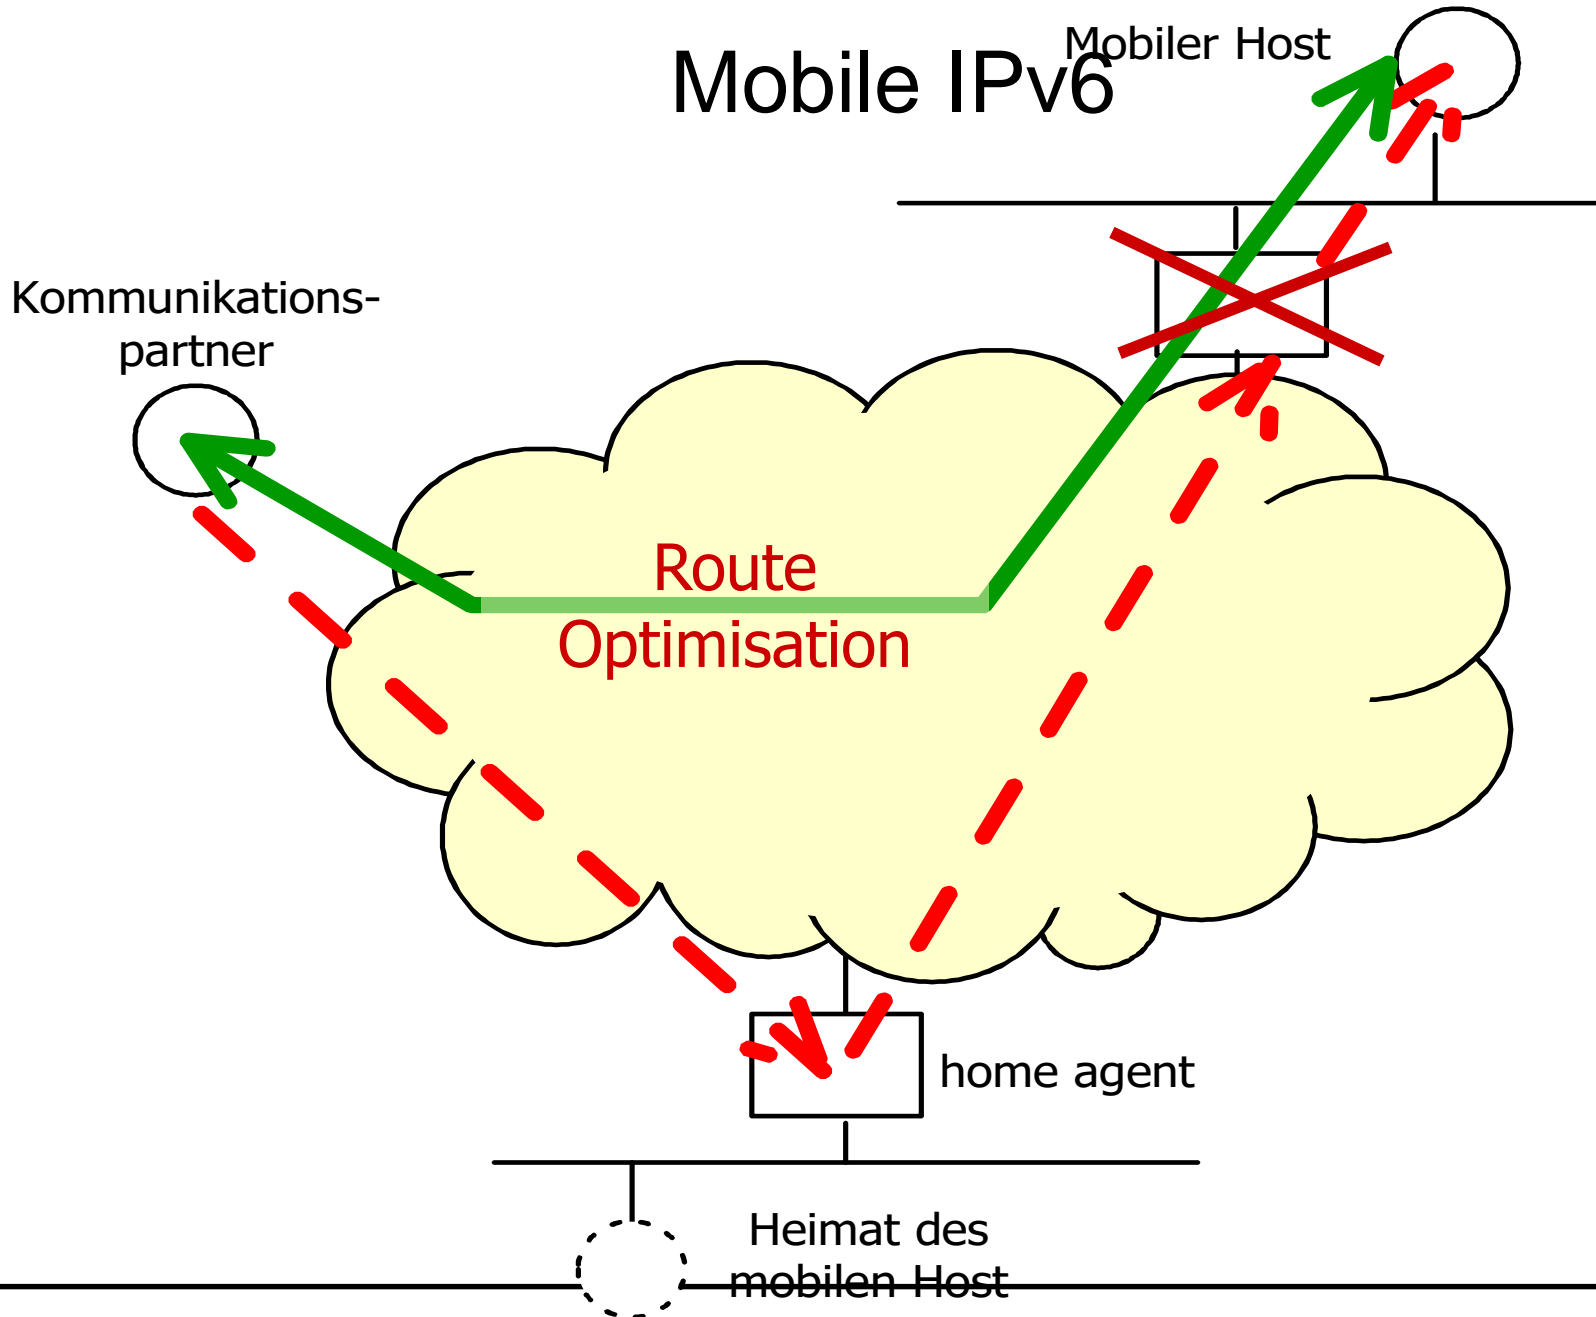 Mobile IPv6
Mobiler Host
Kommunikations-
partner
Route
Optimisation
home agent
Heimat des
mobilen Host